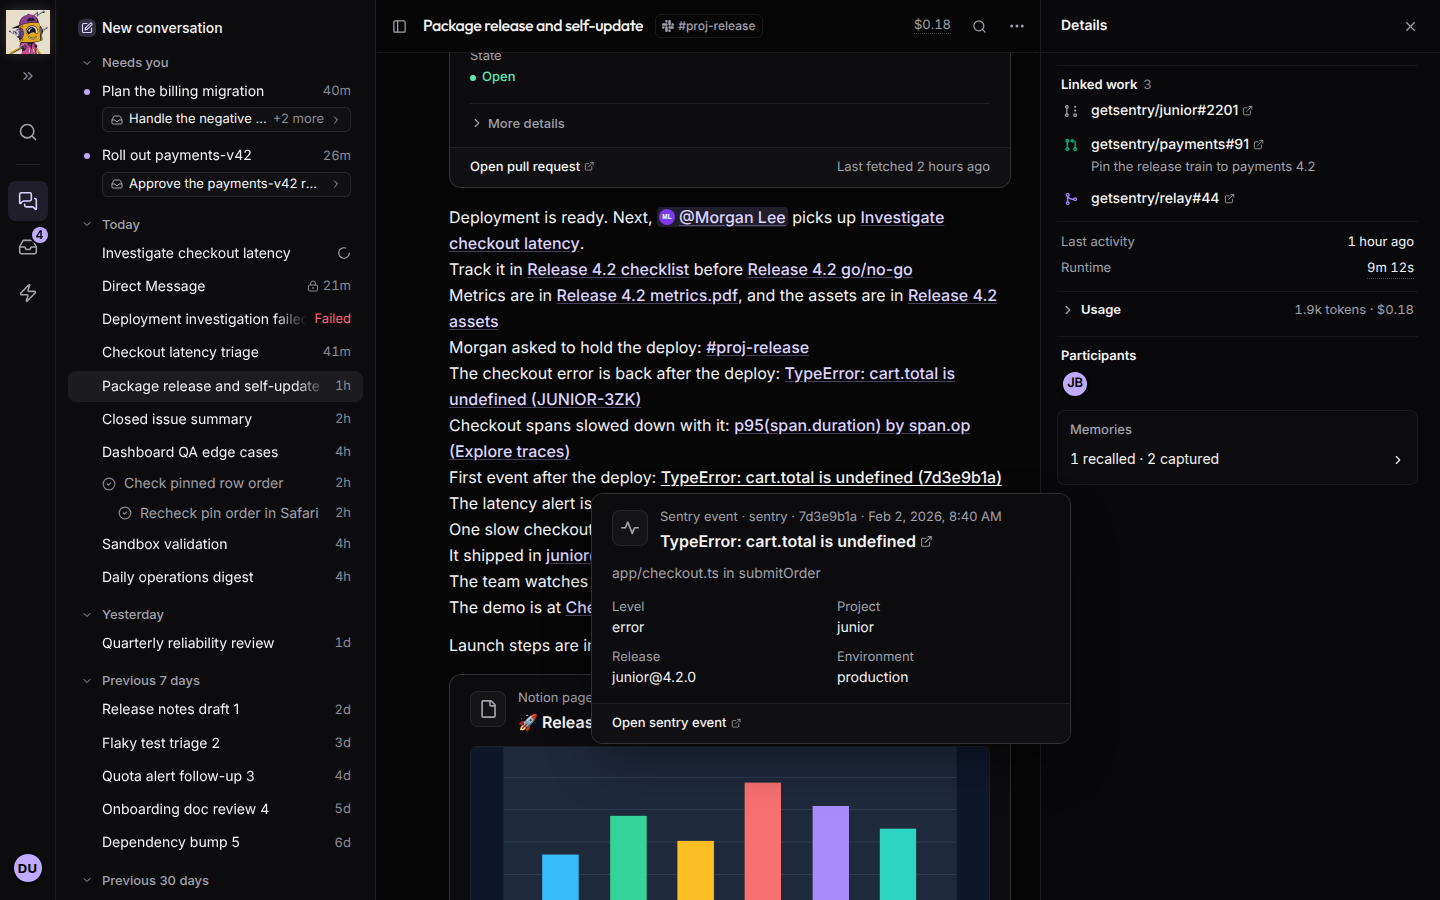 New conversation
Needs you
Plan the billing migration 40m
Handle the negative ... +2 more
Roll out payments-v42 26m
Approve the payments-v42 r...
Today
Investigate checkout latency
Direct Message 21m
Deployment investigation failed Failed
Checkout latency triage 41m
Package release and self-update 1h
Closed issue summary 2h
Dashboard QA edge cases 4h
Check pinned row order 2h
Recheck pin order in Safari 2h
Sandbox validation 4h
Daily operations digest 4h
Yesterday
Quarterly reliability review 1d
Previous 7 days
Release notes draft 1 2d
Flaky test triage 2 3d
Quota alert follow-up 3 4d
Onboarding doc review 4 5d
Dependency bump 5 6d
Previous 30 days
4
DU
Package release and self-update #proj-release $0.18
State
Open
More details
Open pull request Last fetched 2 hours ago
Deployment is ready. Next, ML @Morgan Lee picks up Investigate
checkout latency.
Track it in Release 4.2 checklist before Release 4.2 go/no-go
Metrics are in Release 4.2 metrics.pdf, and the assets are in Release 4.2
assets
Morgan asked to hold the deploy: #proj-release
The checkout error is back after the deploy: TypeError: cart.total is
undefined (JUNIOR-3ZK)
Checkout spans slowed down with it: p95(span.duration) by span.op
(Explore traces)
First event after the deploy: TypeError: cart.total is undefined (7d3e9b1a)
The latency alert is
One slow checkout
It shipped in junior
The team watches
The demo is at Che
Launch steps are in
Notion page
🚀 Releas
Sentry event · sentry · 7d3e9b1a · Feb 2, 2026, 8:40 AM
TypeError: cart.total is undefined
app/checkout.ts in submitOrder
Level Project
error junior
Release Environment
junior@4.2.0 production
Open sentry event
Details
Linked work 3
getsentry/junior#2201
getsentry/payments#91
Pin the release train to payments 4.2
getsentry/relay#44
Last activity 1 hour ago
Runtime 9m 12s
Usage 1.9k tokens · $0.18
Participants
JB
Memories
1 recalled · 2 captured